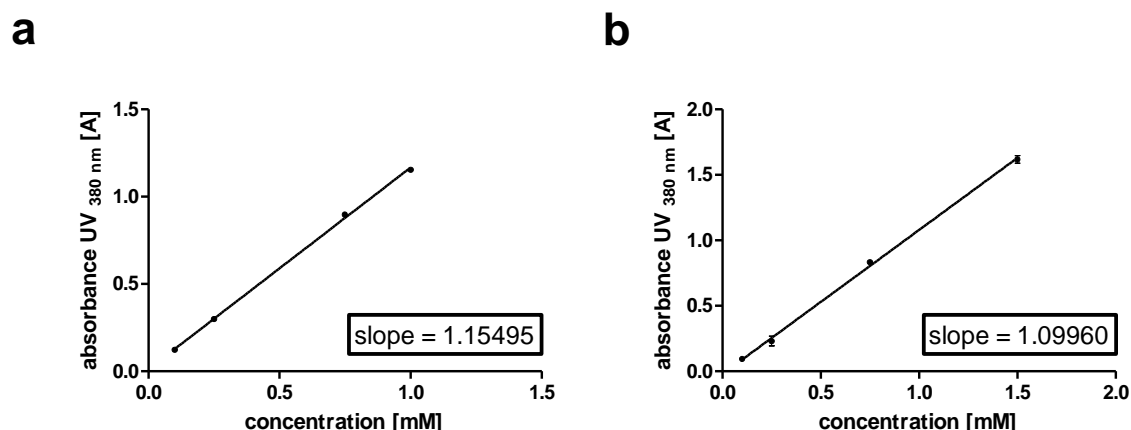 a
absorbance UV 380 nm [A]
1.5
1.0
0.5
0.0
0.0 0.5 1.0 1.5
slope = 1.15495
concentration [mM]
b
absorbance UV 380 nm [A]
2.0
1.5
1.0
0.5
0.0
0.0 0.5 1.0 1.5 2.0
slope = 1.09960
concentration [mM]